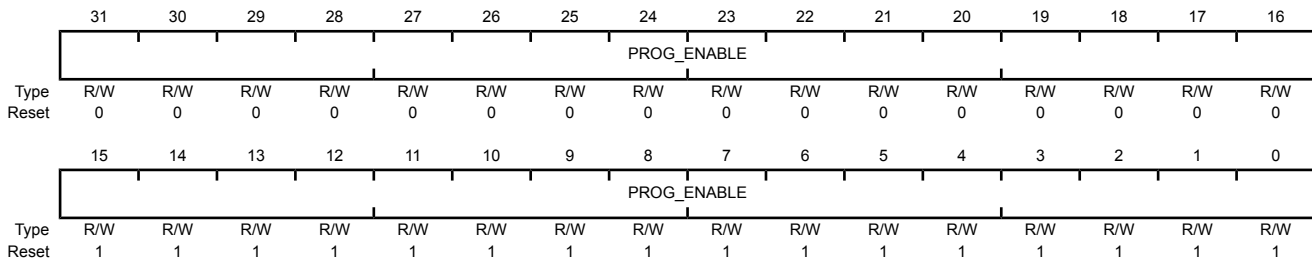 31 30 29 28 27 26 25 24 23 22 21 20 19 18 17 16
PROG_ENABLE
Type R/W R/W R/W R/W R/W R/W R/W R/W R/W R/W R/W R/W R/W R/W R/W R/W
Reset 0 0 0 0 0 0 0 0 0 0 0 0 0 0 0 0
15 14 13 12 11 10 9 8 7 6 5 4 3 2 1 0
PROG_ENABLE
Type R/W R/W R/W R/W R/W R/W R/W R/W R/W R/W R/W R/W R/W R/W R/W R/W
Reset 1 1 1 1 1 1 1 1 1 1 1 1 1 1 1 1